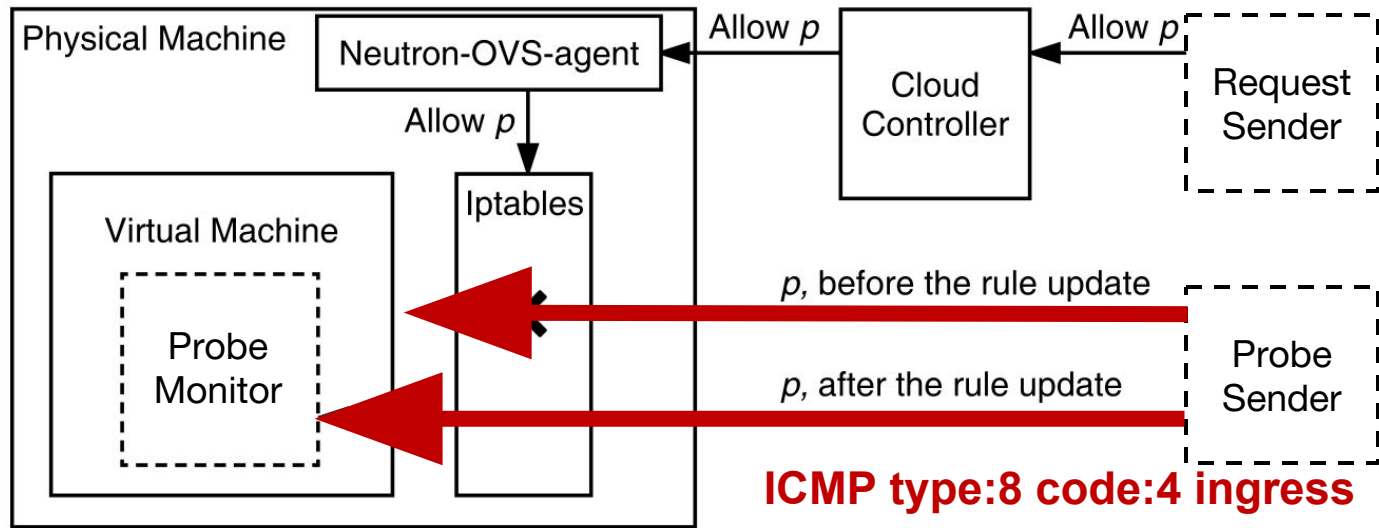 Physical Machine
Neutron-OVS-agent
Allow p
Allow p
Cloud
Controller
Request
Sender
Allow p
Iptables
Virtual Machine
Probe
Monitor
p, before the rule update
p, after the rule update
Probe
Sender
ICMP type:8 code:4 ingress